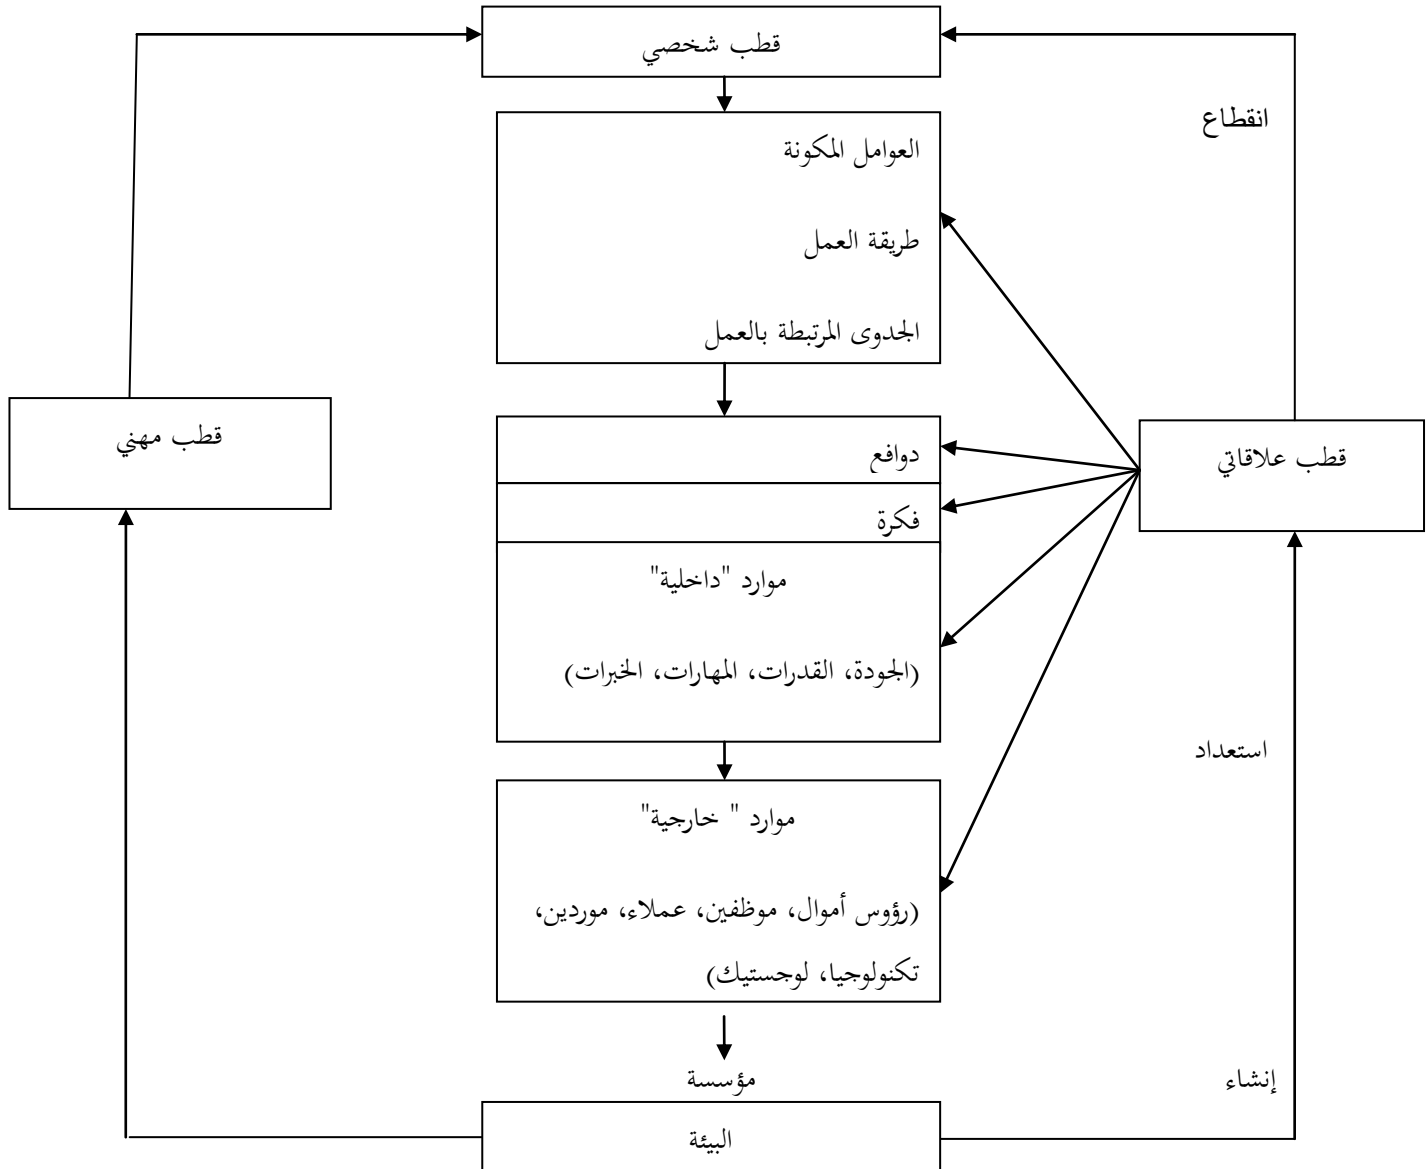 قطب شخصي
انقطاع
العوامل المكونة
طريقة العمل
الجدوى المرتبطة بالعمل
قطب مهني
قطب علاقاتي
دوافع
فكرة
موارد "داخلية"
(الجودة، القدرات، المهارات، الخبرات)
استعداد
موارد " خارجية"
(رؤوس أموال، موظفين، عملاء، موردين،
تكنولوجيا، لوجستيك)
مؤسسة
إنشاء
البيئة